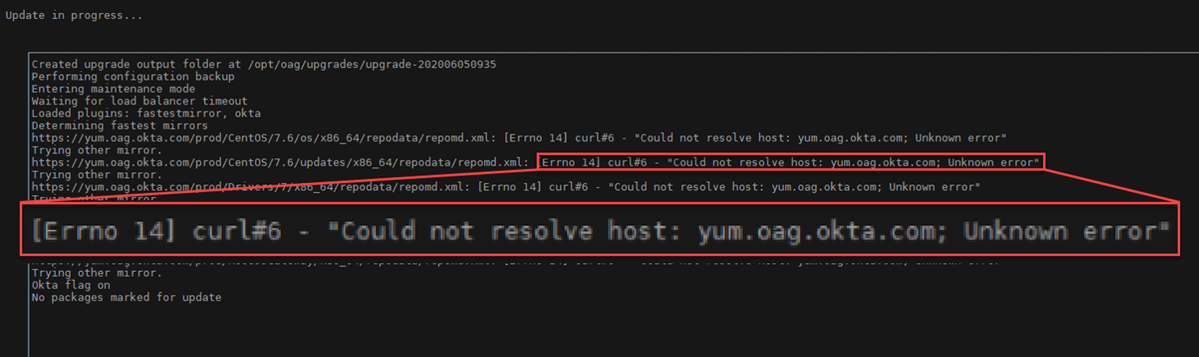 Update in progress...
Created upgrade output folder at /opt/oag/upgrades/upgrade-202006050935
Performing configuration backup
Entering maintenance mode
Waiting for load balancer timeout
Loaded plugins: fastestmirror, okta
Determining fastest mirrors
https://yum.oag.okta.com/prod/CentOS/7.6/os/x86_64/repodata/repomd.xml: [Errno 14] curl#6 - "Could not resolve host: yum.oag.okta.com; Unknown error"
Trying other mirror.
https://yum.oag.okta.com/prod/CentOS/7.6/updates/x86_64/repodata/repomd.xml: [Errno 14] curl#6 - "Could not resolve host: yum.oag.okta.com; Unknown error"
Trying other mirror.
https://yum.oag.okta.com/prod/Drivers/7/x86_64/repodata/repomd.xml: [Errno 14] curl#6 - "Could not resolve host: yum.oag.okta.com; Unknown error"
Trying other mirror
[Errno 14] curl#6 - "Could not resolve host: yum.oag.okta.com; Unknown error"
Trying other mirror.
Okta flag on
No packages marked for update